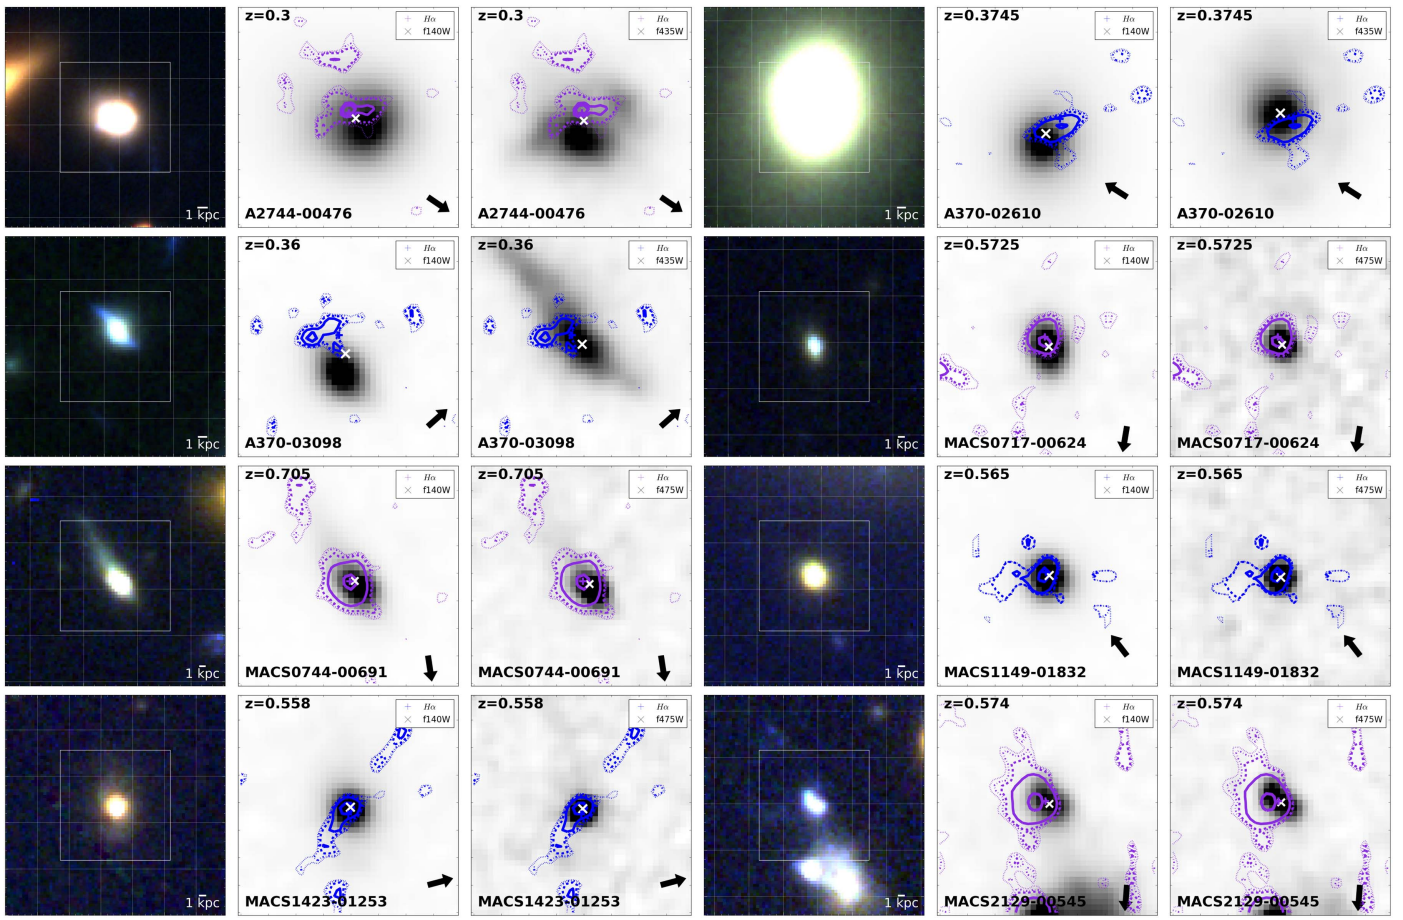 z=0.3
Hα
f140W
z=0.3
Hα
f435W
z=0.3745
Hα
f140W
z=0.3745
Hα
f435W
1 kpc
A2744-00476
A2744-00476
1 kpc
A370-02610
A370-02610
z=0.36
Hα
f140W
z=0.36
Hα
f435W
z=0.5725
Hα
f140W
z=0.5725
Hα
f475W
1 kpc
A370-03098
A370-03098
1 kpc
MACS0717-00624
MACS0717-00624
z=0.705
Hα
f140W
z=0.705
Hα
f475W
z=0.565
Hα
f140W
z=0.565
Hα
f475W
1 kpc
MACS0744-00691
MACS0744-00691
1 kpc
MACS1149-01832
MACS1149-01832
z=0.558
Hα
f140W
z=0.558
Hα
f475W
z=0.574
Hα
f140W
z=0.574
Hα
f475W
1 kpc
MACS1423-01253
MACS1423-01253
1 kpc
MACS2129-00545
MACS2129-00545